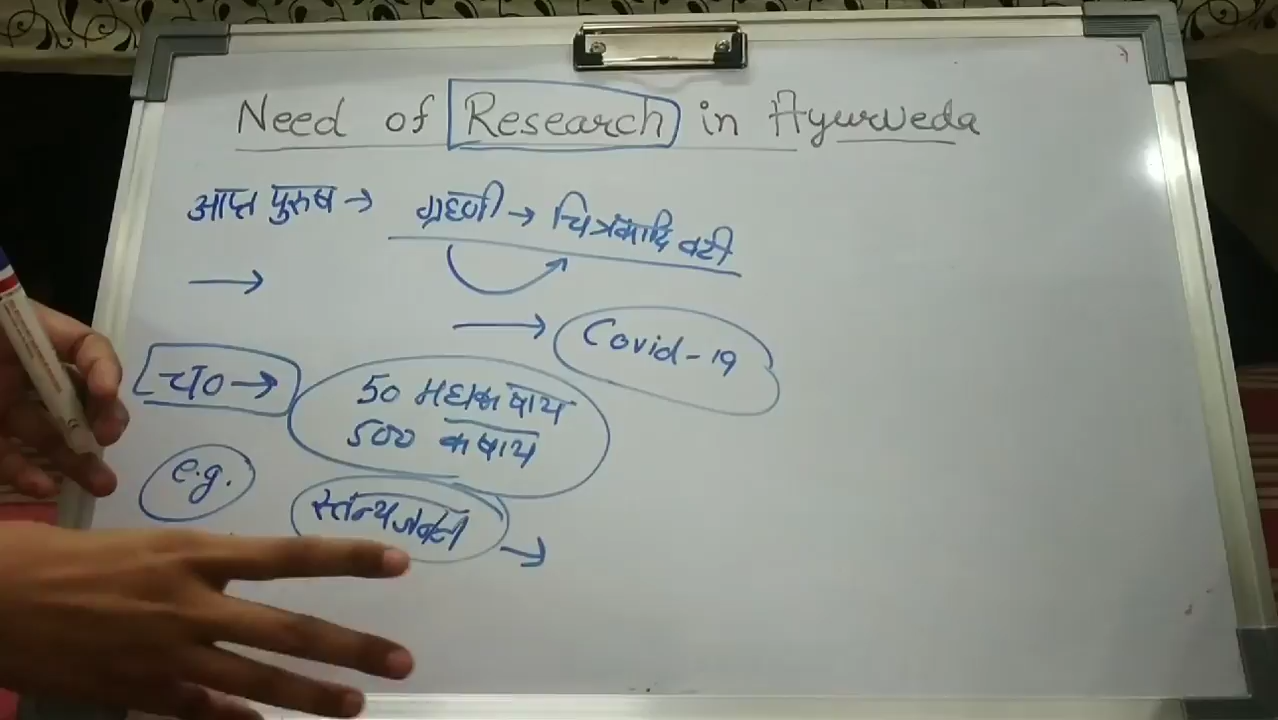 Need of Research in Ayurveda
आप्त पुरुष → ग्रहणी → चित्रकादि वटी
→
→ Covid-19
च० → 50 महाकषाय
500 कषाय
e.g.
स्तन्यजनन →